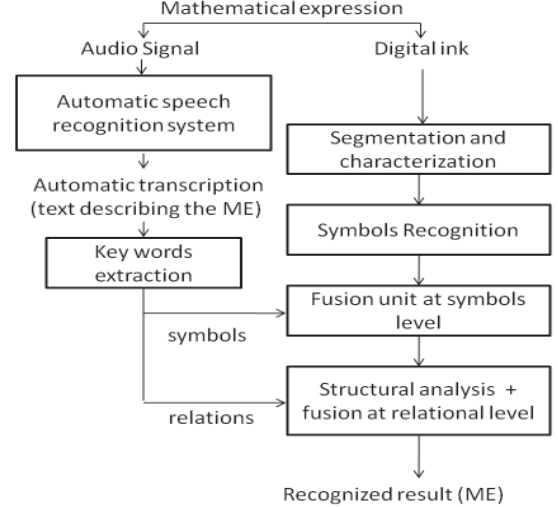 Mathematical expression
Audio Signal
Digital ink
Automatic speech
recognition system
Segmentation and
characterization
Automatic transcription
(text describing the ME)
Symbols Recognition
Key words
extraction
Fusion unit at symbols
level
symbols
Structural analysis +
fusion at relational level
relations
Recognized result (ME)